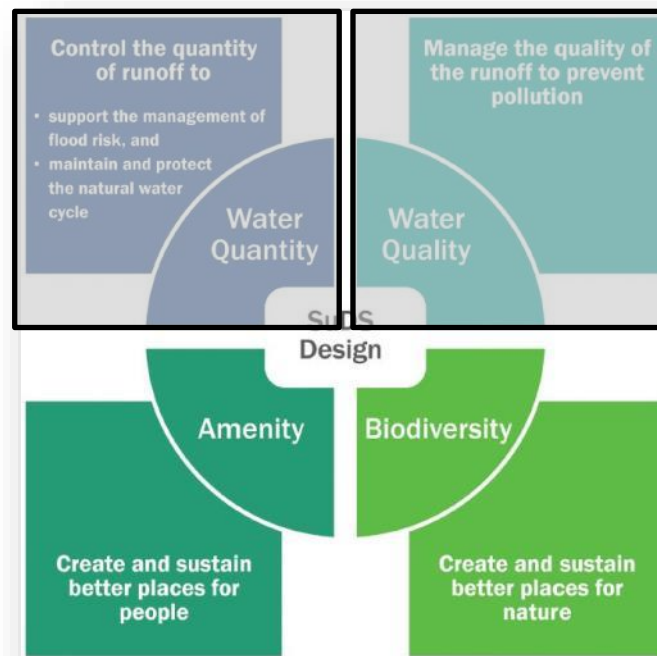 Control the quantity
of runoff to
• support the management of
flood risk, and
• maintain and protect
the natural water
cycle
Manage the quality of
the runoff to prevent
pollution
Water
Quantity
Water
Quality
SuDS
Design
Amenity
Biodiversity
Create and sustain
better places for
people
Create and sustain
better places for
nature